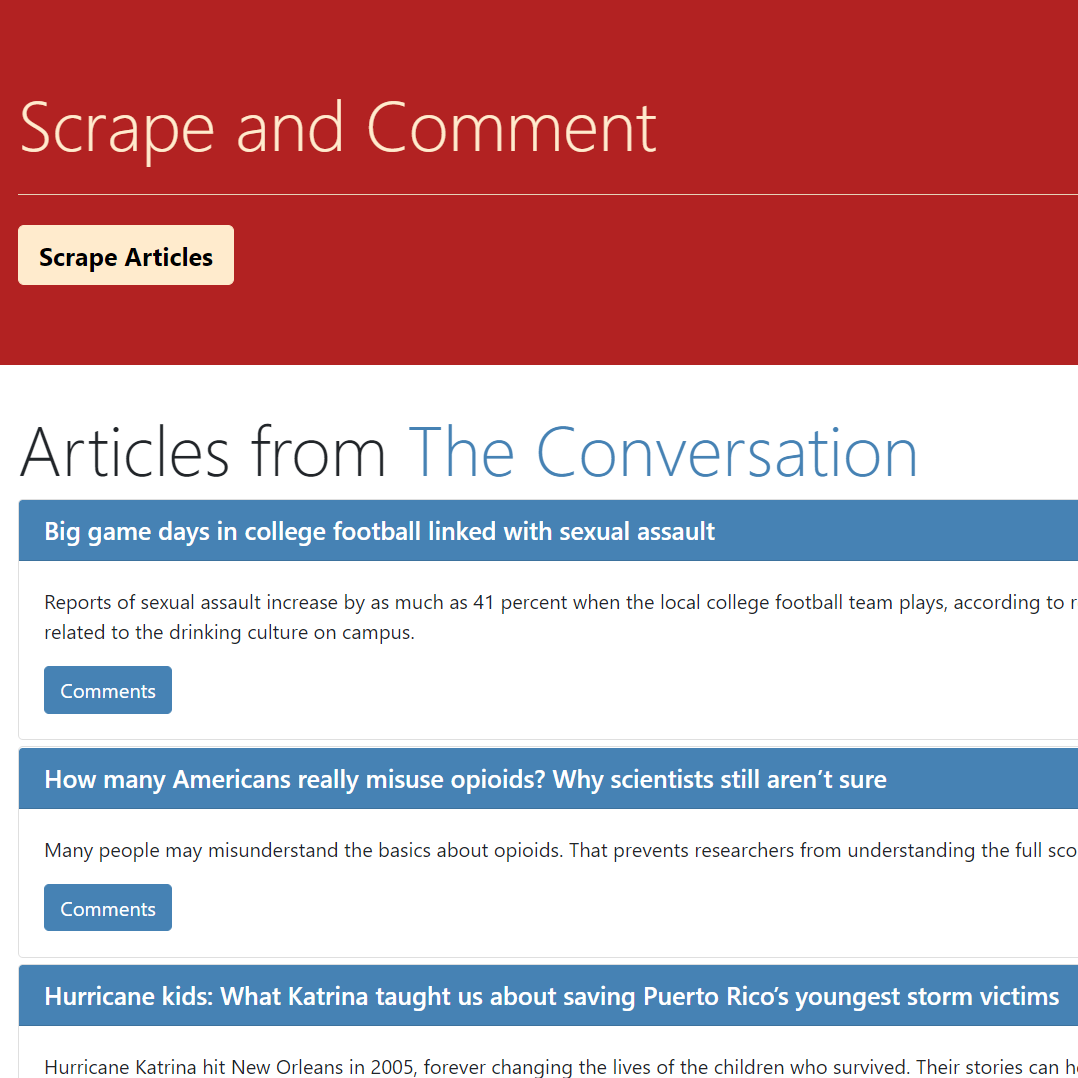 Scrape and Comment
Scrape Articles
Articles from The Conversation
Big game days in college football linked with sexual assault
Reports of sexual assault increase by as much as 41 percent when the local college football team plays, according to
related to the drinking culture on campus.
Comments
How many Americans really misuse opioids? Why scientists still aren’t sure
Many people may misunderstand the basics about opioids. That prevents researchers from understanding the full
Comments
Hurricane kids: What Katrina taught us about saving Puerto Rico’s youngest storm victims
Hurricane Katrina hit New Orleans in 2005, forever changing the lives of the children who survived. Their stories can